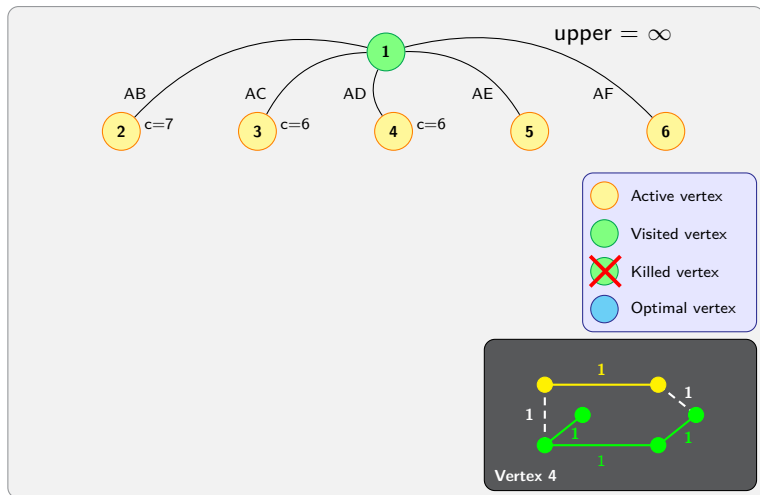 upper = ∞
1
AB
AC
AD
AE
AF
2
c=7
3
c=6
4
c=6
5
6
Active vertex
Visited vertex
Killed vertex
Optimal vertex
1
1
1
1
1
1
Vertex 4